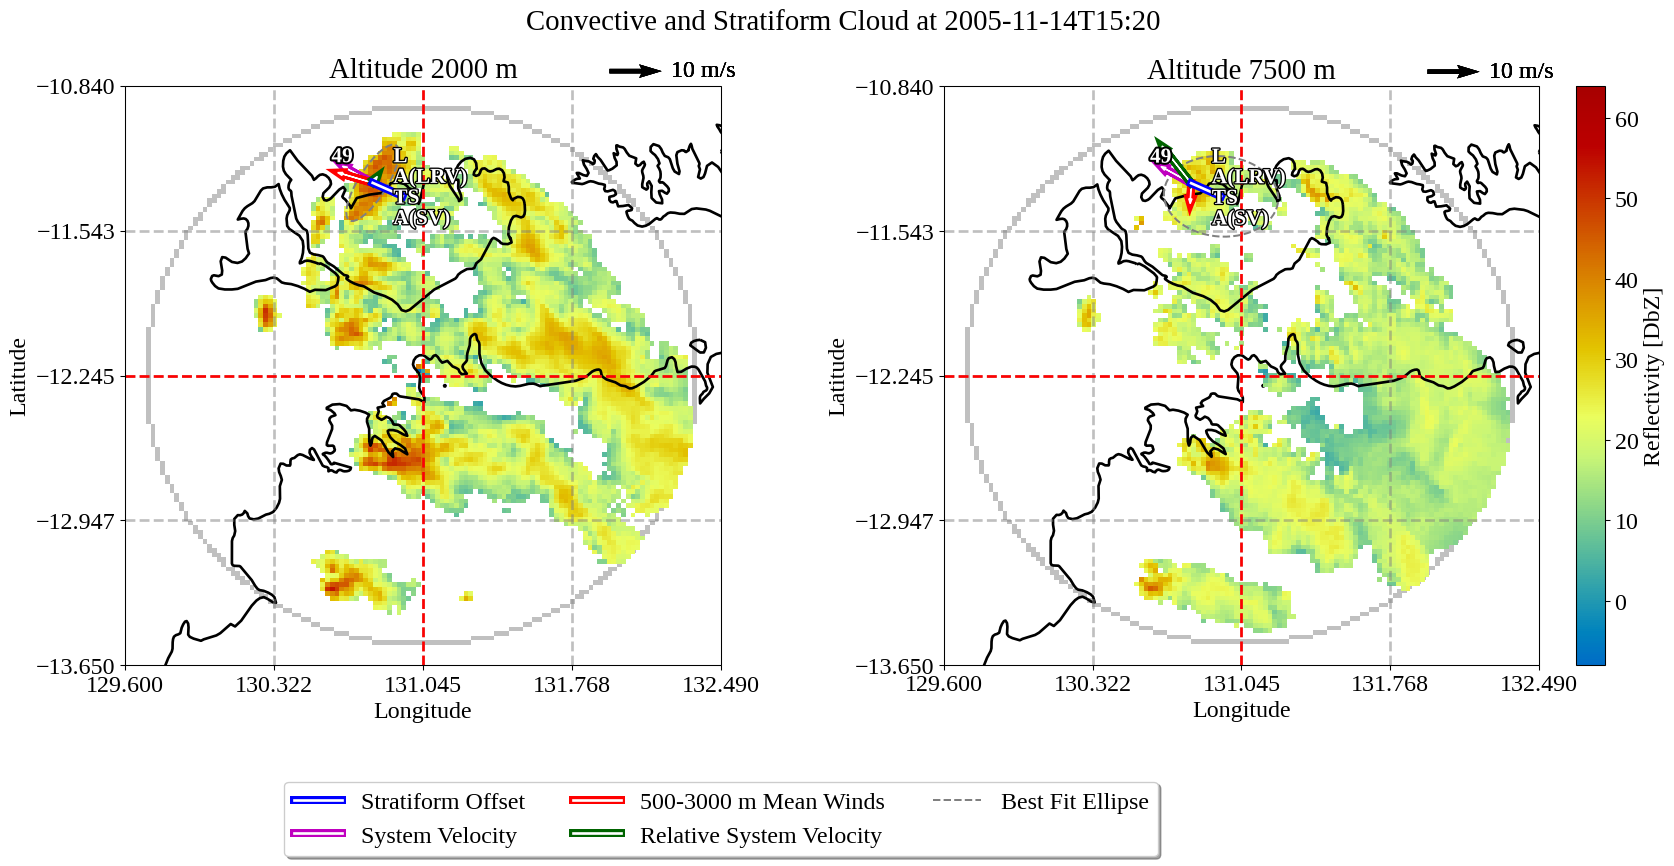 Convective and Stratiform Cloud at 2005-11-14T15:20
Altitude 2000 m
10 m/s
−10.840
−11.543
−12.245
−12.947
−13.650
129.600
130.322
131.045
131.768
132.490
Latitude
Longitude
49
L
A(LRV)
TS
A(SV)
Altitude 7500 m
10 m/s
−10.840
−11.543
−12.245
−12.947
−13.650
129.600
130.322
131.045
131.768
132.490
Latitude
Longitude
49
L
A(LRV)
TS
A(SV)
60
50
40
30
20
10
0
Reflectivity [DbZ]
Stratiform Offset
System Velocity
500-3000 m Mean Winds
Relative System Velocity
Best Fit Ellipse